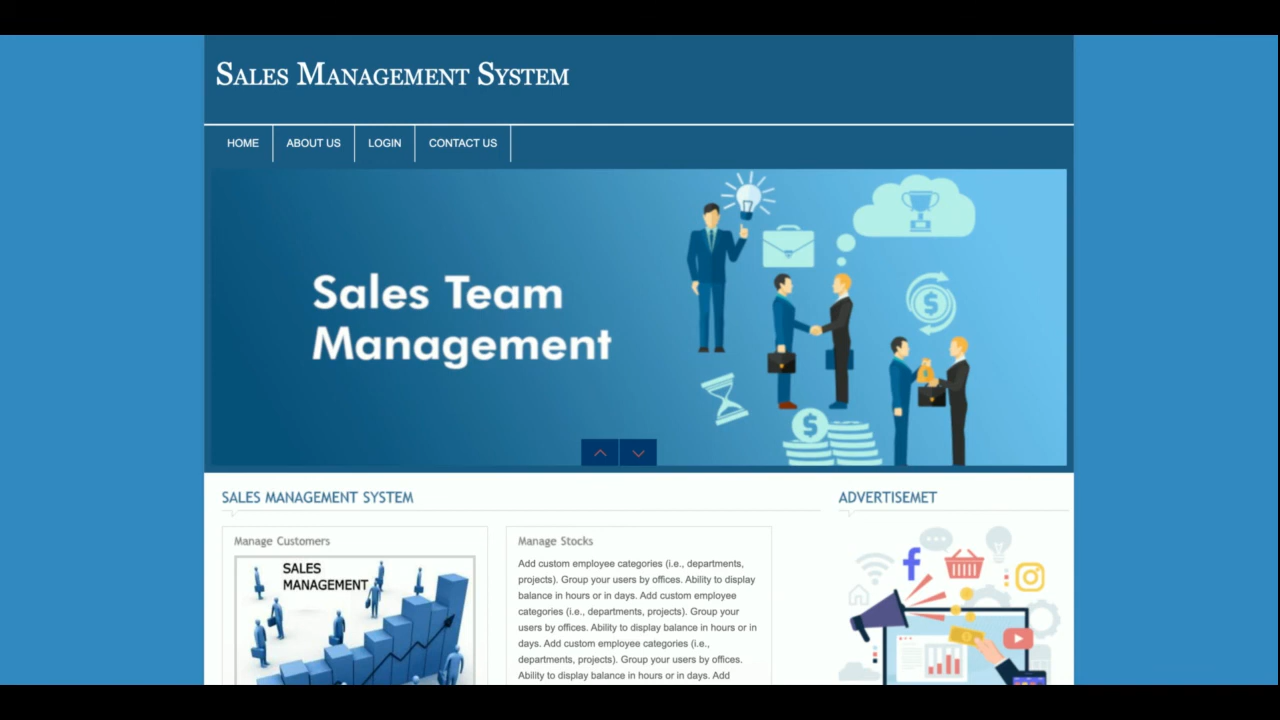 SALES MANAGEMENT SYSTEM
HOME
ABOUT US
LOGIN
CONTACT US
Sales Team
Management
SALES MANAGEMENT SYSTEM
ADVERTISEMET
Manage Customers
SALES
MANAGEMENT
Manage Stocks
Add custom employee categories (i.e., departments,
projects). Group your users by offices. Ability to display
balance in hours or in days. Add custom employee
categories (i.e., departments, projects). Group your
users by offices. Ability to display balance in hours or in
days. Add custom employee categories (i.e.,
departments, projects). Group your users by offices.
Ability to display balance in hours or in days. Add